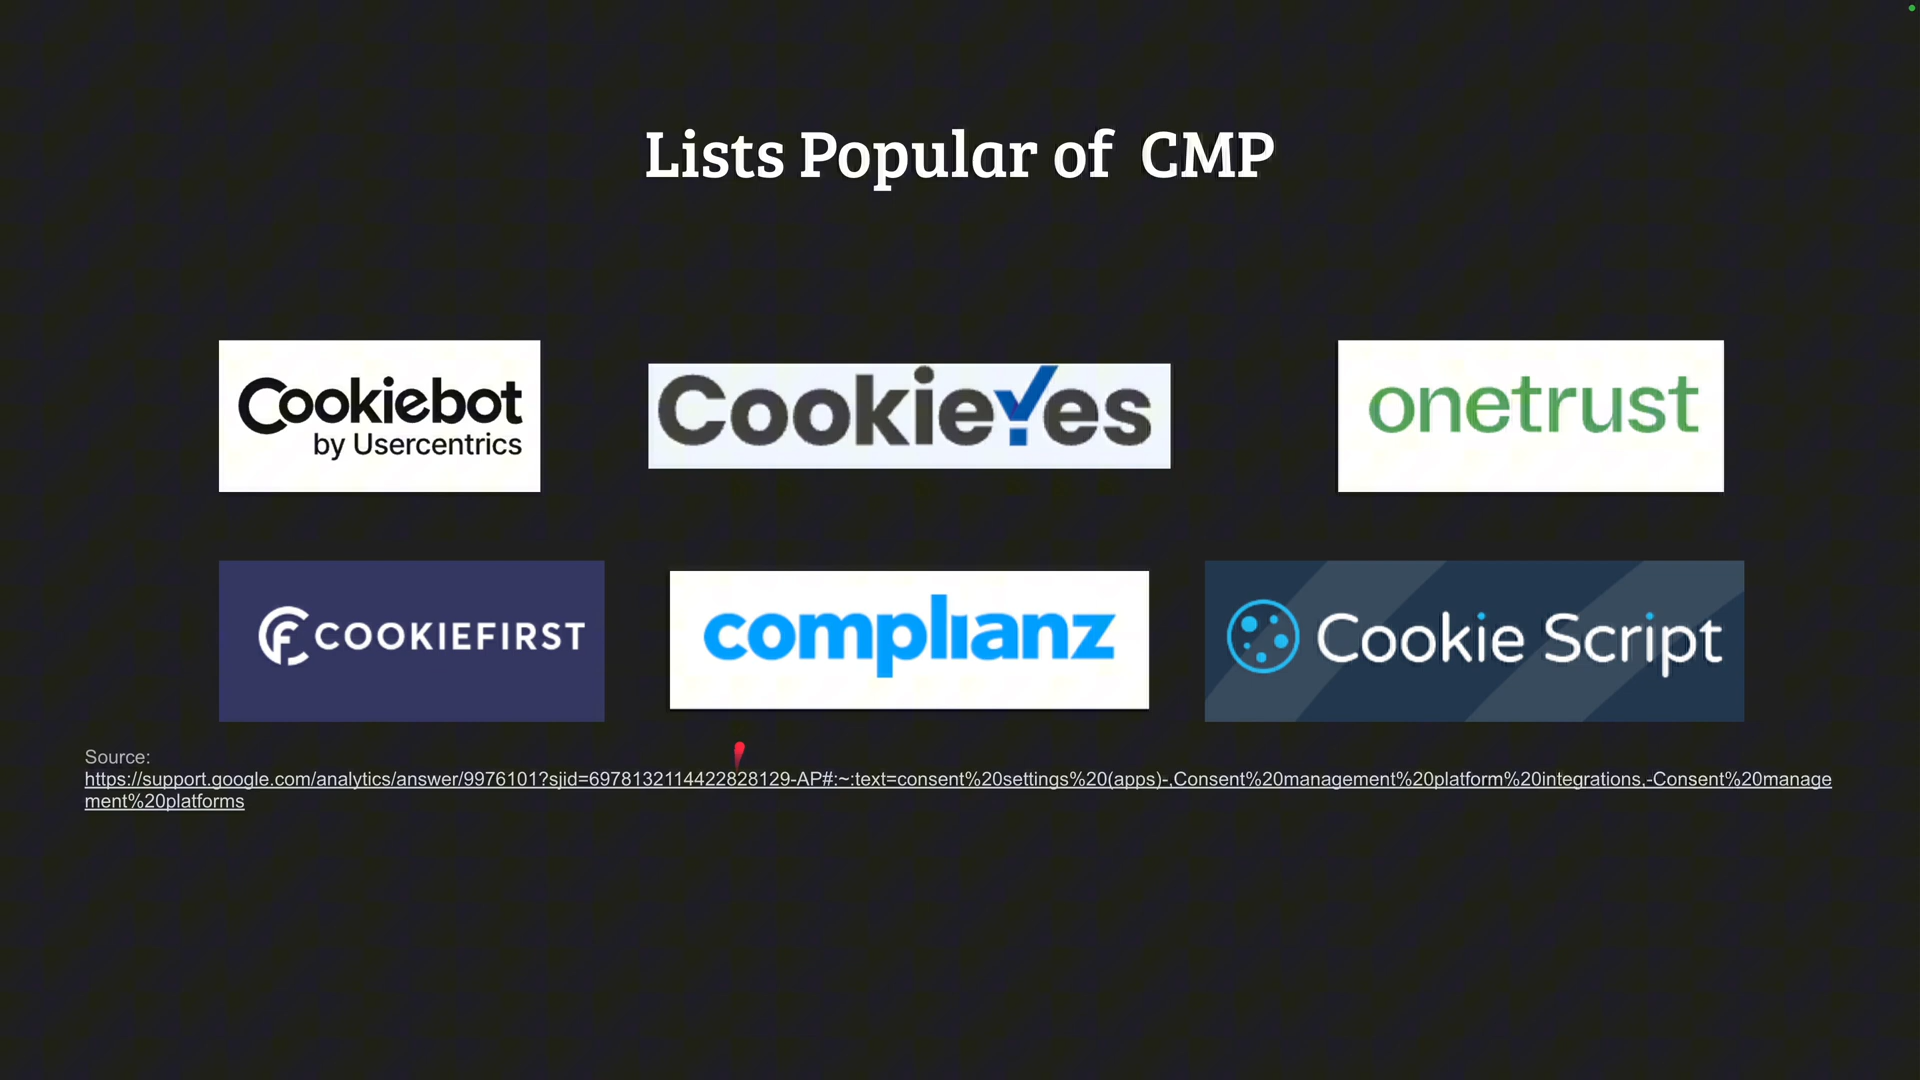 Lists Popular of  CMP
Cookiebot
by Usercentrics
CookieYes
onetrust
COOKIEFIRST
complianz
Cookie Script
Source:
https://support.google.com/analytics/answer/9976101?sjid=6978132114422828129-AP#:~:text=consent%20settings%20(apps)-,Consent%20management%20platform%20integrations,-Consent%20manage
ment%20platforms